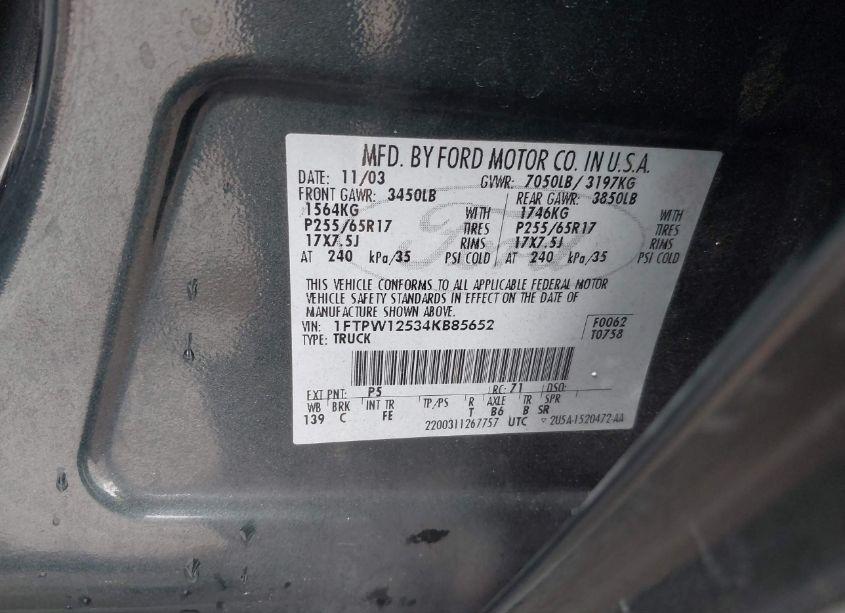 MFD. BY FORD MOTOR CO. IN U.S.A.
DATE: 11/03 GVWR: 7050LB/3197KG
FRONT GAWR: 3450LB REAR GAWR: 3850LB
1564KG WITH 1746KG WITH
P255/65R17 TIRES P255/65R17 TIRES
17X7.5J RIMS 17X7.5J RIMS
AT 240 kPa/35 PSI COLD AT 240 kPa/35 PSI COLD
THIS VEHICLE CONFORMS TO ALL APPLICABLE FEDERAL MOTOR
VEHICLE SAFETY STANDARDS IN EFFECT ON THE DATE OF
MANUFACTURE SHOWN ABOVE.
VIN: 1FTPW12534KB85652 F0062
TYPE: TRUCK T0758
EXT PNT: P5 RC: 71 DSO:
WB BRK INT TR TP/PS R AXLE TR SPR
139 C FE T B6 B SR
2200311267757 UTC ▽ 2U5A-1520472-AA
Ford